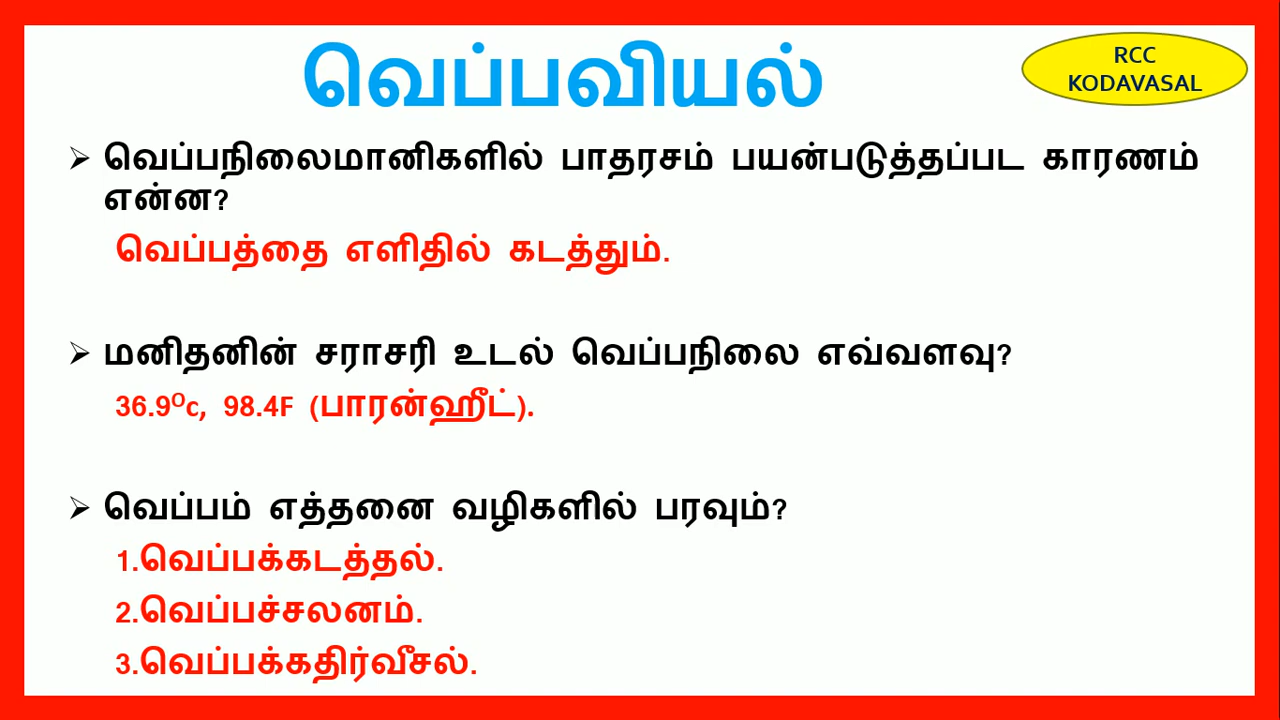 வெப்பவியல்
RCC
KODAVASAL
➢ வெப்பநிலைமானிகளில் பாதரசம் பயன்படுத்தப்பட காரணம்
என்ன?
வெப்பத்தை எளிதில் கடத்தும்.
➢ மனிதனின் சராசரி உடல் வெப்பநிலை எவ்வளவு?
36.9ᴼc, 98.4F (பாரன்ஹீட்).
➢ வெப்பம் எத்தனை வழிகளில் பரவும்?
1.வெப்பக்கடத்தல்.
2.வெப்பச்சலனம்.
3.வெப்பக்கதிர்வீசல்.